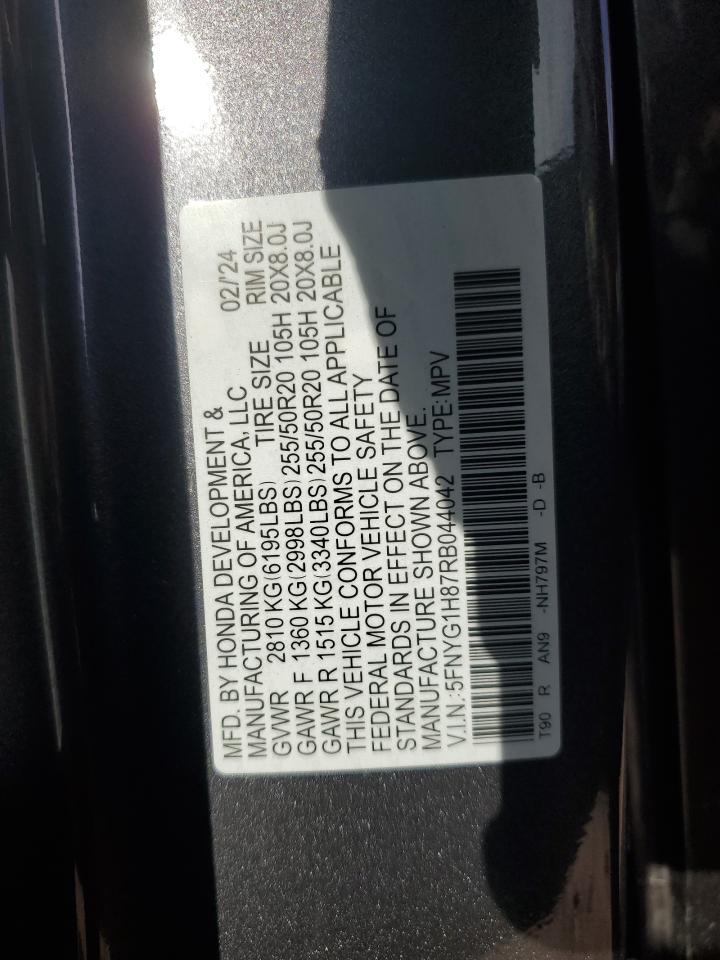 MFD. BY HONDA DEVELOPMENT & 02/'24
MANUFACTURING OF AMERICA, LLC
GVWR 2810 KG(6195LBS) TIRE SIZE RIM SIZE
GAWR F 1360 KG(2998LBS) 255/50R20 105H 20X8.0J
GAWR R 1515 KG(3340LBS) 255/50R20 105H 20X8.0J
THIS VEHICLE CONFORMS TO ALL APPLICABLE
FEDERAL MOTOR VEHICLE SAFETY
STANDARDS IN EFFECT ON THE DATE OF
MANUFACTURE SHOWN ABOVE.
V.I.N.:5FNYG1H87RB044042 TYPE:MPV
T90 R AN9 -NH797M -D -B